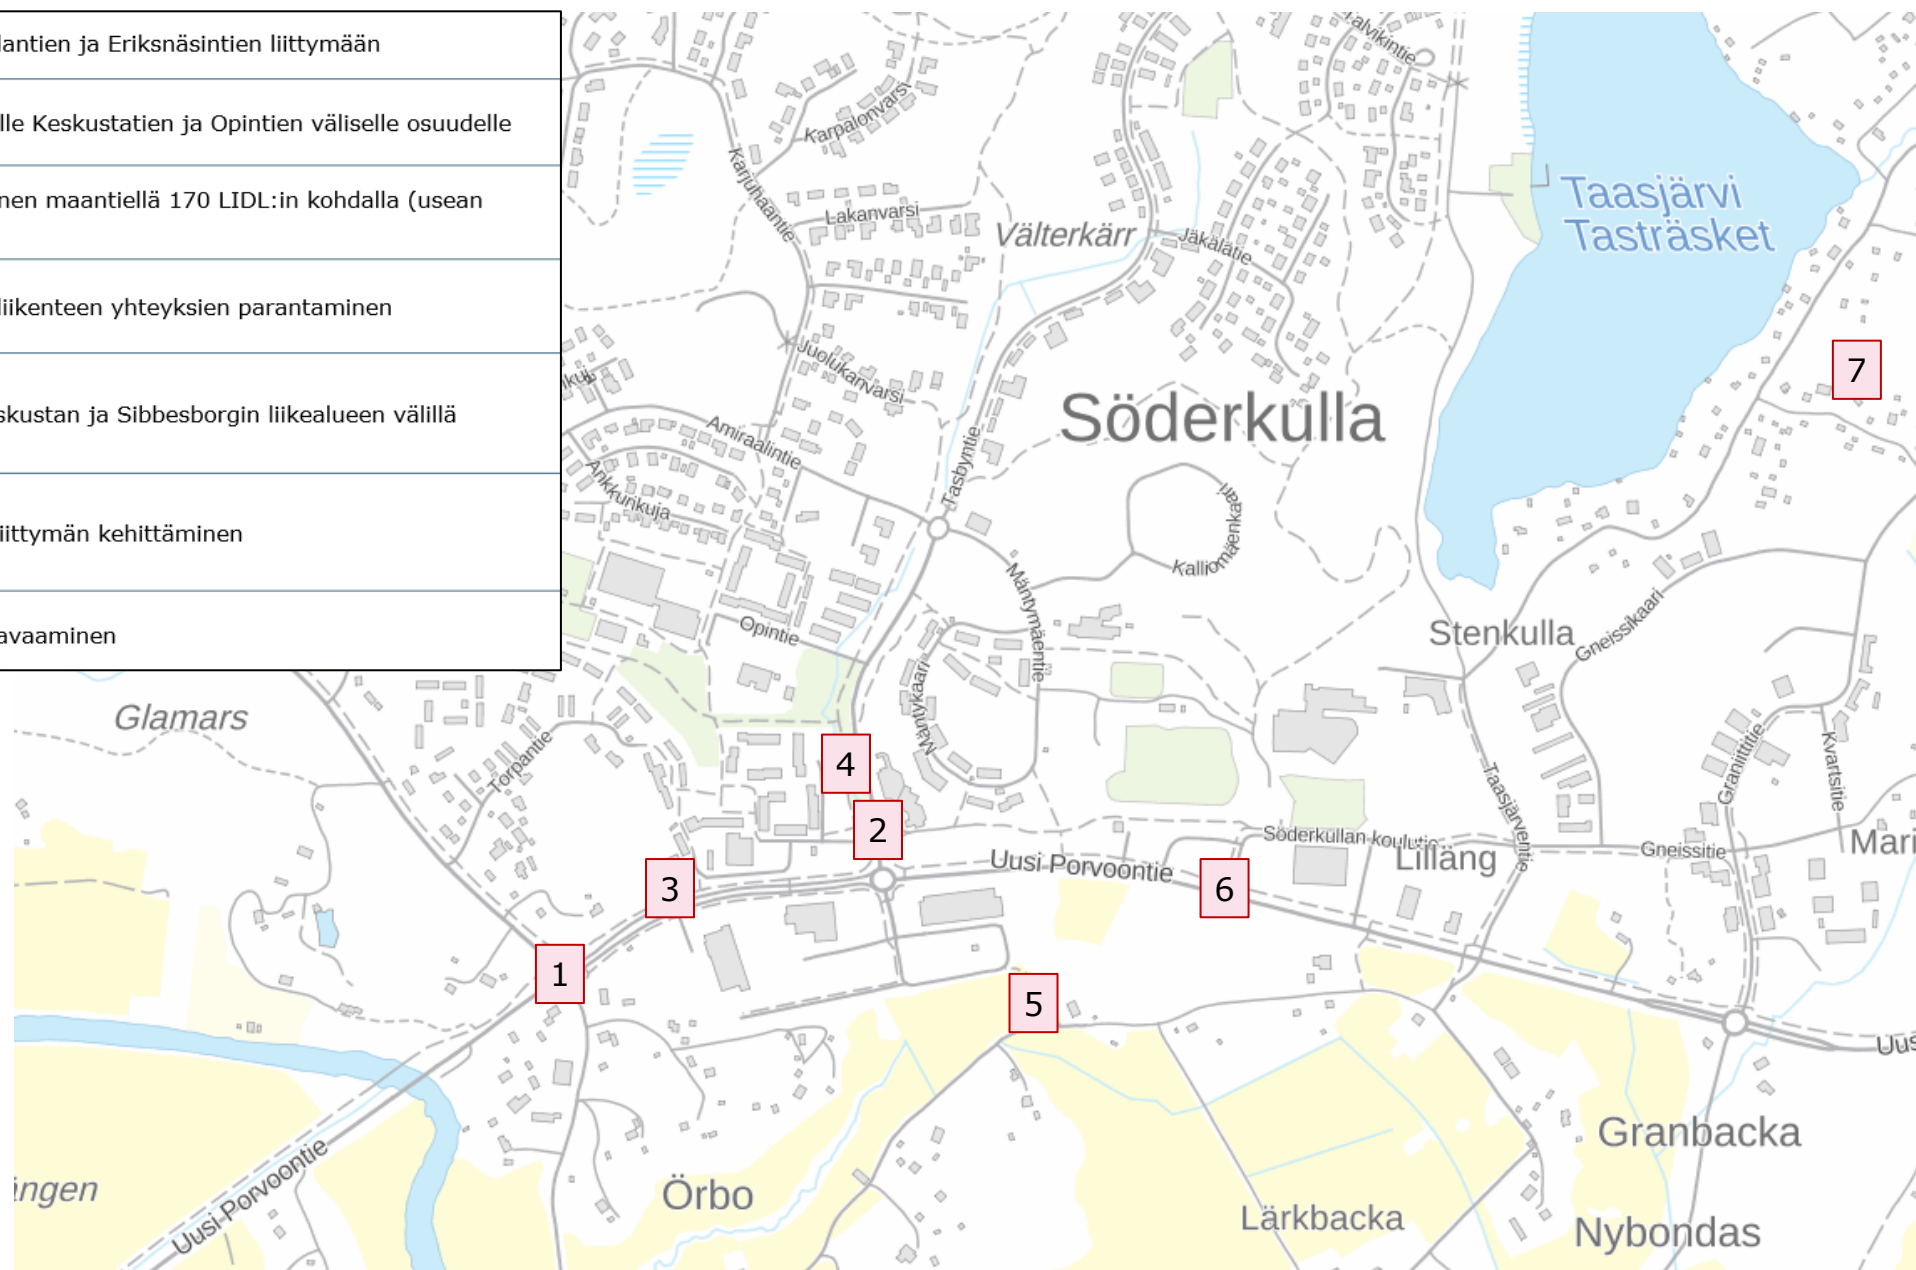 lantien ja Eriksnäsintien liittymään
lle Keskustatien ja Opintien väliselle osuudelle
nen maantiellä 170 LIDL:in kohdalla (usean
liikenteen yhteyksien parantaminen
skustan ja Sibbesborgin liikealueen välillä
liittymän kehittäminen
avaaminen
Talvikintie
Karpalonvarsi
Karjuhaantie
Lakanvarsi
Välterkärr
Jäkälätie
Taasjärvi
Tasträsket
Juolukanvarsi
7
Söderkulla
Amiraalintie
Tasbyntie
Ankkurikuja
Kalliomäenkaari
Mäntymäentie
Opintie
Stenkulla
Gneissikaari
Mäntykaari
Glamars
Torpantie
4
2
Taasjärventie
Graniittitie
Kvartsitie
Söderkullan koulutie
Lilläng
Gneissitie
Mari
Uusi Porvoontie
3
6
1
5
Uus
Granbacka
Örbo
ängen
Uusi Porvoontie
Lärkbacka
Nybondas